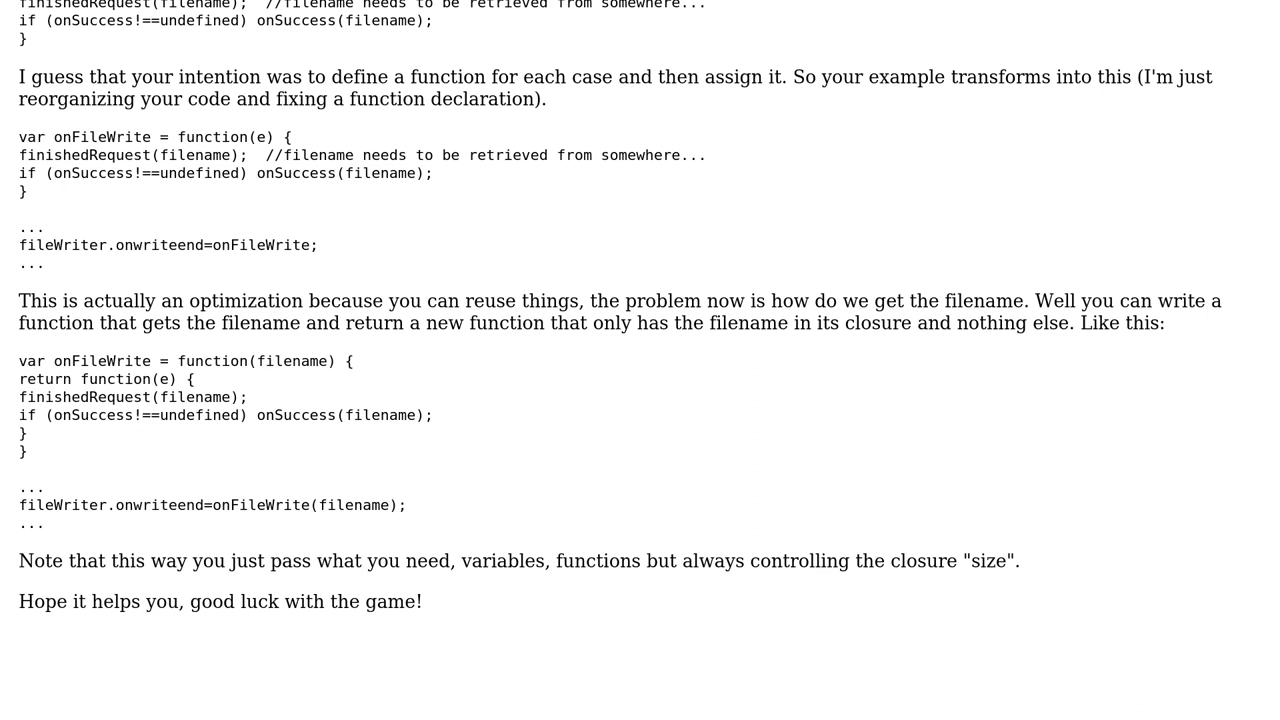 finishedRequest(filename);  //filename needs to be retrieved from somewhere...
if (onSuccess!==undefined) onSuccess(filename);
}
I guess that your intention was to define a function for each case and then assign it. So your example transforms into this (I'm just
reorganizing your code and fixing a function declaration).
var onFileWrite = function(e) {
finishedRequest(filename);  //filename needs to be retrieved from somewhere...
if (onSuccess!==undefined) onSuccess(filename);
}
...
fileWriter.onwriteend=onFileWrite;
...
This is actually an optimization because you can reuse things, the problem now is how do we get the filename. Well you can write a
function that gets the filename and return a new function that only has the filename in its closure and nothing else. Like this:
var onFileWrite = function(filename) {
return function(e) {
finishedRequest(filename);
if (onSuccess!==undefined) onSuccess(filename);
}
}
...
fileWriter.onwriteend=onFileWrite(filename);
...
Note that this way you just pass what you need, variables, functions but always controlling the closure "size".
Hope it helps you, good luck with the game!